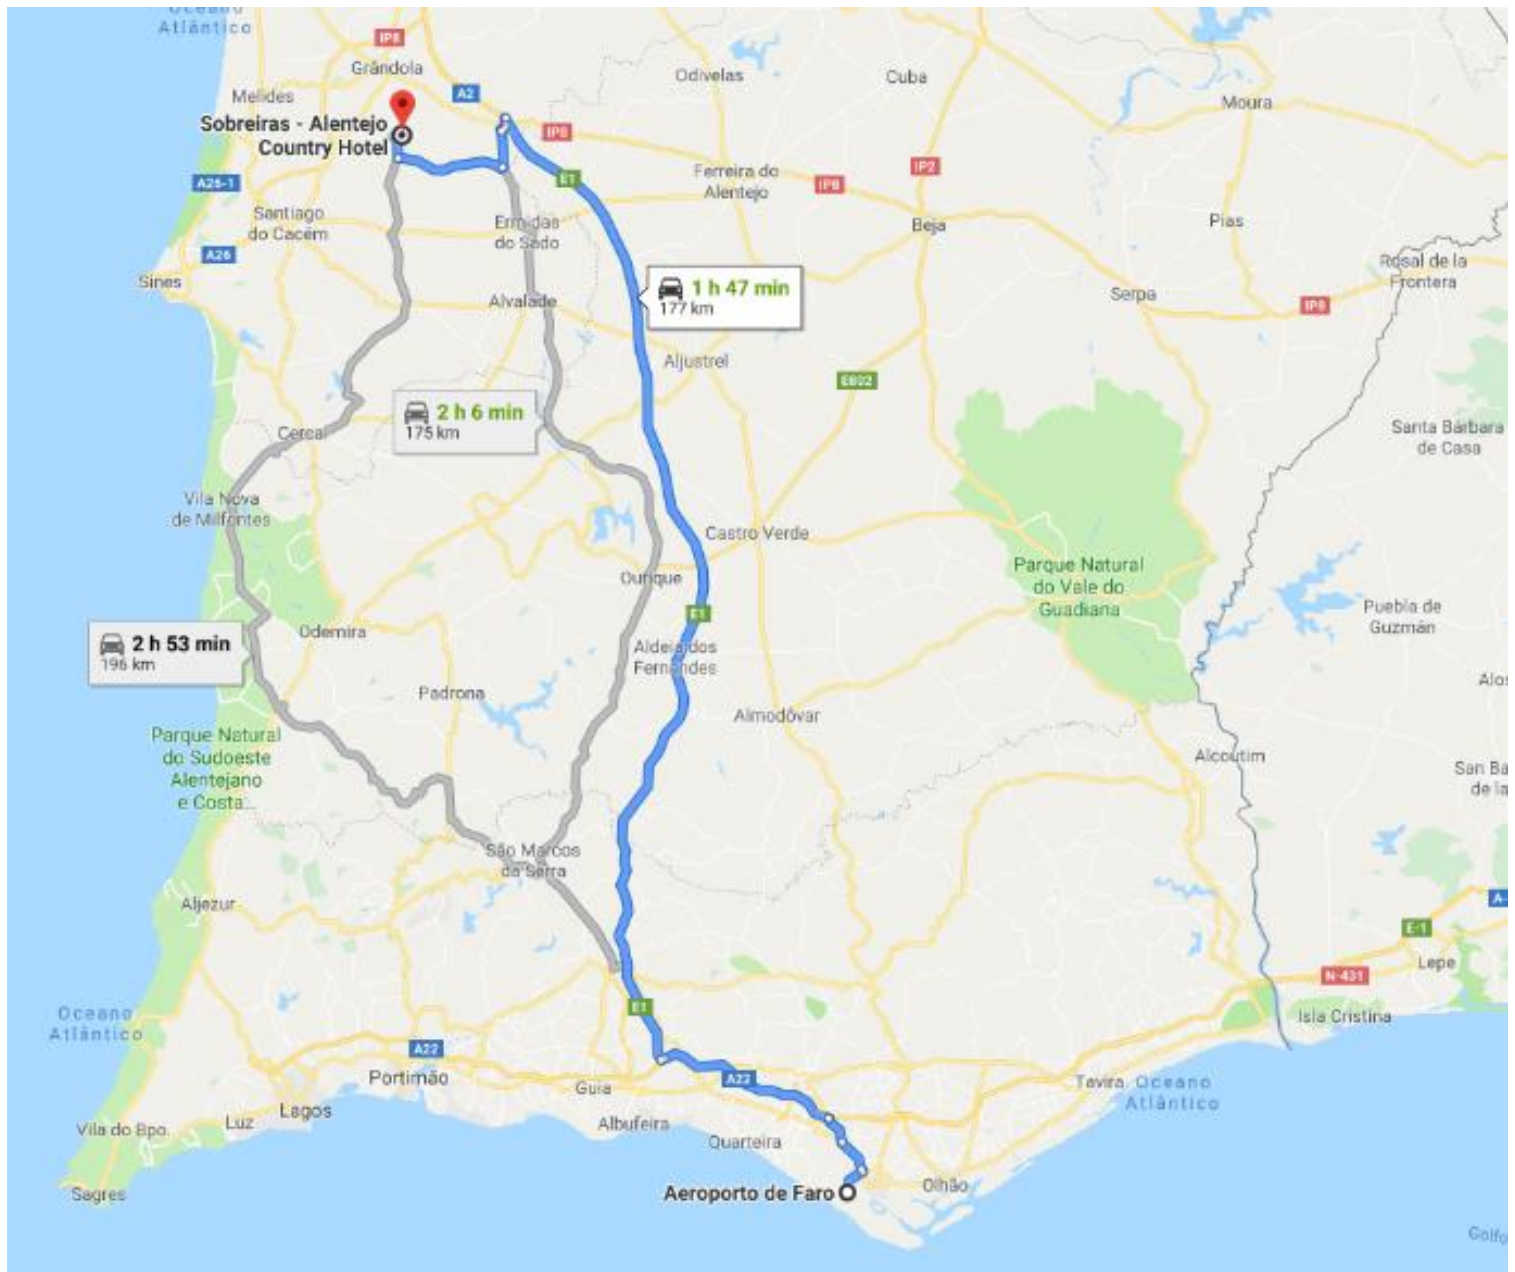 Oceano
Atlântico
IP8
Grândola
Odivelas
Cuba
A2
Melides
Moura
Sobreiras - Alentejo
Country Hotel
IP8
IP2
Ferreira do
Alentejo
E1
A26-1
IP8
Santiago
do Cacém
Ermidas
do Sado
Beja
Pias
A26
Rosal de la
Frontera
Sines
1 h 47 min
177 km
Alvalade
Serpa
IP8
Aljustrel
E802
2 h 6 min
175 km
Cercal
Santa Bárbara
de Casa
Vila Nova
de Milfontes
Castro Verde
Parque Natural
do Vale do
Guadiana
Ourique
Puebla de
Guzmán
E1
Odemira
2 h 53 min
196 km
Aldeia dos
Fernandes
Padrona
Almodôvar
Parque Natural
do Sudoeste
Alentejano
e Costa...
Alcoutim
San Ba
de la
São Marcos
da Serra
Aljezur
A-
E-1
Lepe
N-431
Oceano
Atlântico
E1
Isla Cristina
A22
Portimão
A22
Guia
Tavira
Oceano
Atlântico
Lagos
Luz
Albufeira
Vila do Bpo.
Quarteira
Sagres
Aeroporto de Faro
Olhão
Golfo